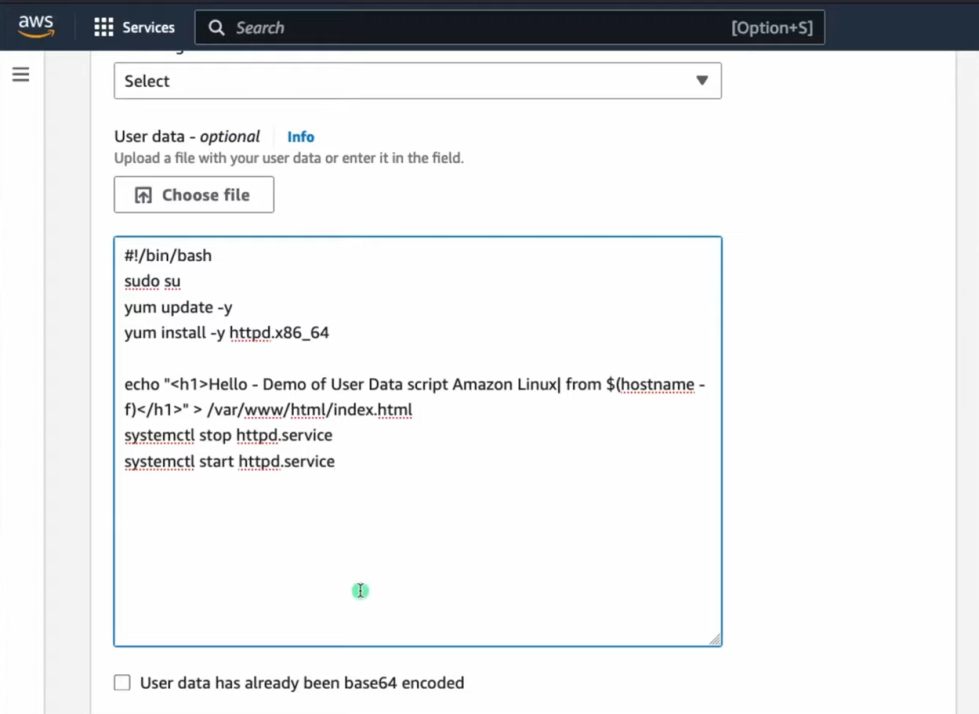 aws
Services
Search
[Option+S]
Select
User data - optional
Info
Upload a file with your user data or enter it in the field.
Choose file
#!/bin/bash
sudo su
yum update -y
yum install -y httpd.x86_64
echo "<h1>Hello - Demo of User Data script Amazon Linux from $(hostname -
f)</h1>" > /var/www/html/index.html
systemctl stop httpd.service
systemctl start httpd.service
User data has already been base64 encoded